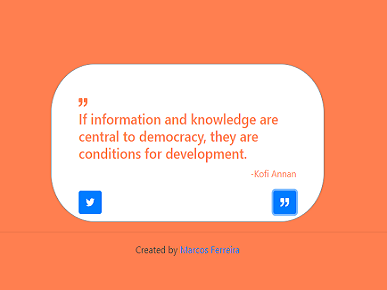 If information and knowledge are
central to democracy, they are
conditions for development.
-Kofi Annan
Created by Marcos Ferreira